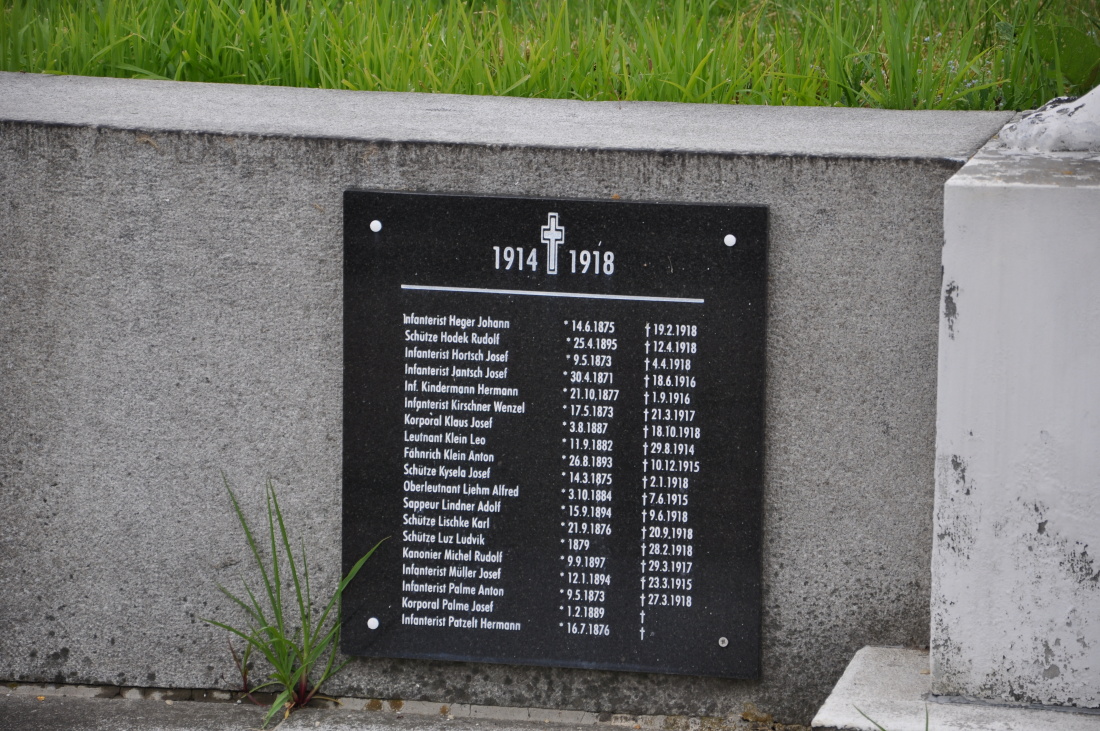 1914 1918
Infanterist Heger Johann * 14.6.1875 † 19.2.1918
Schütze Hodek Rudolf * 25.4.1895 † 12.4.1918
Infanterist Hortsch Josef * 9.5.1873 † 4.4.1918
Infanterist Jantsch Josef * 30.4.1871 † 18.6.1916
Inf. Kindermann Hermann * 21.10.1877 † 1.9.1916
Infanterist Kirschner Wenzel * 17.5.1873 † 21.3.1917
Korporal Klaus Josef * 3.8.1887 † 18.10.1918
Leutnant Klein Leo * 11.9.1882 † 29.8.1914
Fähnrich Klein Anton * 26.8.1893 † 10.12.1915
Schütze Kysela Josef * 14.3.1875 † 2.1.1918
Oberleutnant Liehm Alfred * 3.10.1884 † 7.6.1915
Sappeur Lindner Adolf * 15.9.1894 † 9.6.1918
Schütze Lischke Karl * 21.9.1876 † 20.9.1918
Schütze Luz Ludvik * 1879 † 28.2.1918
Kanonier Michel Rudolf * 9.9.1897 † 29.3.1917
Infanterist Müller Josef * 12.1.1894 † 23.3.1915
Infanterist Palme Anton * 9.5.1873 † 27.3.1918
Korporal Palme Josef * 1.2.1889 †
Infanterist Patzelt Hermann * 16.7.1876 †